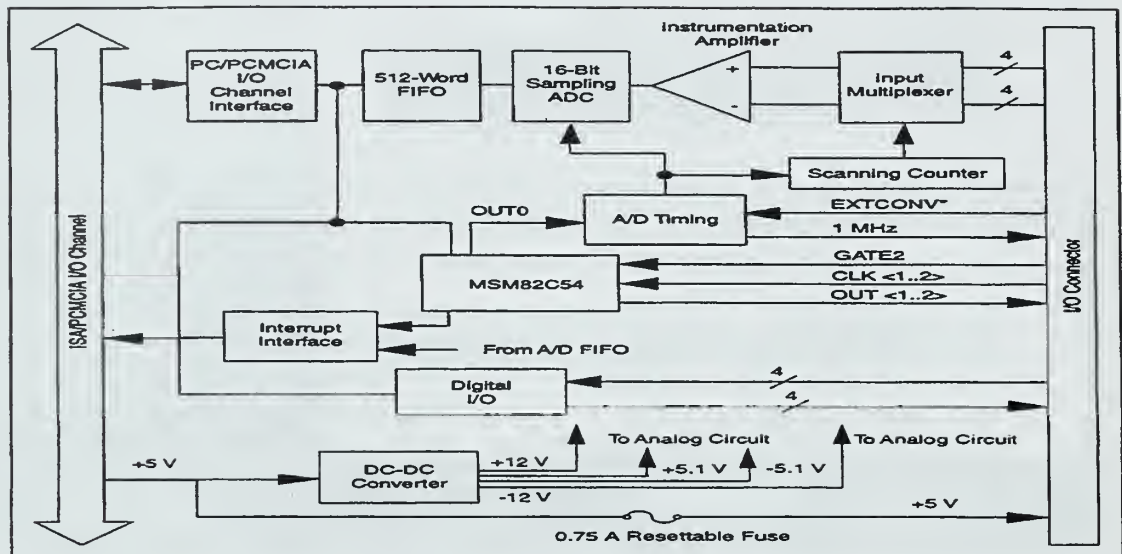 Instrumentation
Amplifier
PC/PCMCIA
I/O
Channel
Interface
512-Word
FIFO
16-Bit
Sampling
ADC
+
-
Input
Multiplexer
4
4
Scanning Counter
OUT0
A/D Timing
EXTCONV*
1 MHz
MSM82C54
GATE2
CLK <1..2>
OUT <1..2>
ISA/PCMCIA I/O Channel
I/O Connector
Interrupt
Interface
From A/D FIFO
Digital
I/O
4
4
To Analog Circuit
To Analog Circuit
+5 V
DC-DC
Converter
+12 V
+5.1 V
-5.1 V
-12 V
+5 V
0.75 A Resettable Fuse